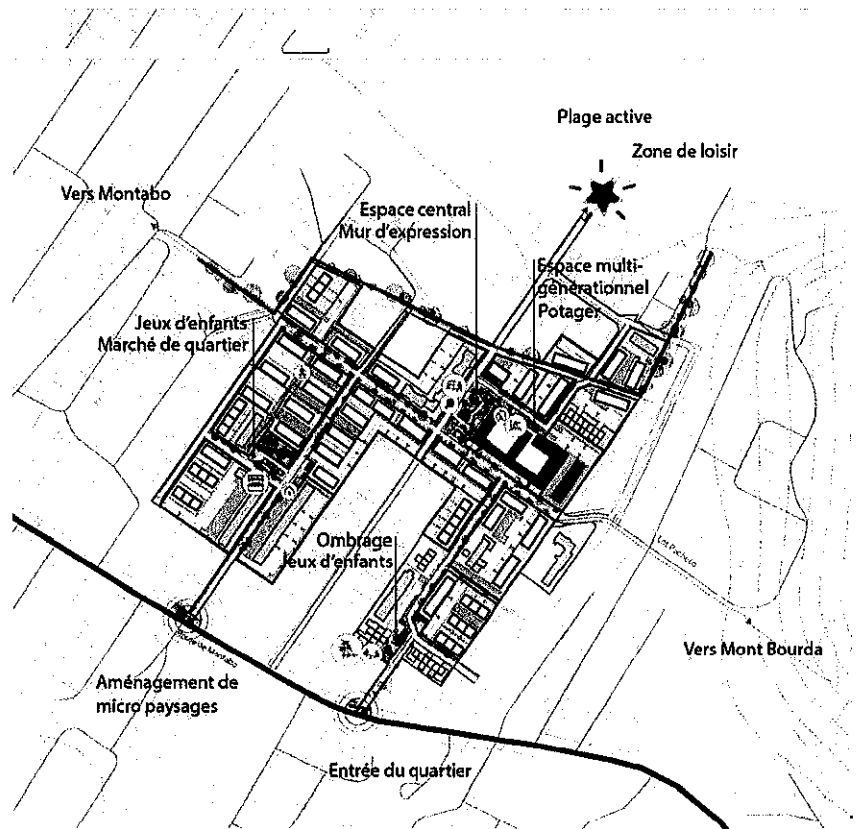 Plage active
Zone de loisir
Vers Montabo
Espace central
Mur d'expression
Espace multi-
générationnel
Potager
Jeux d'enfants
Marché de quartier
Ombrage
Jeux d'enfants
Vers Mont Bourda
Aménagement de
micro paysages
Entrée du quartier